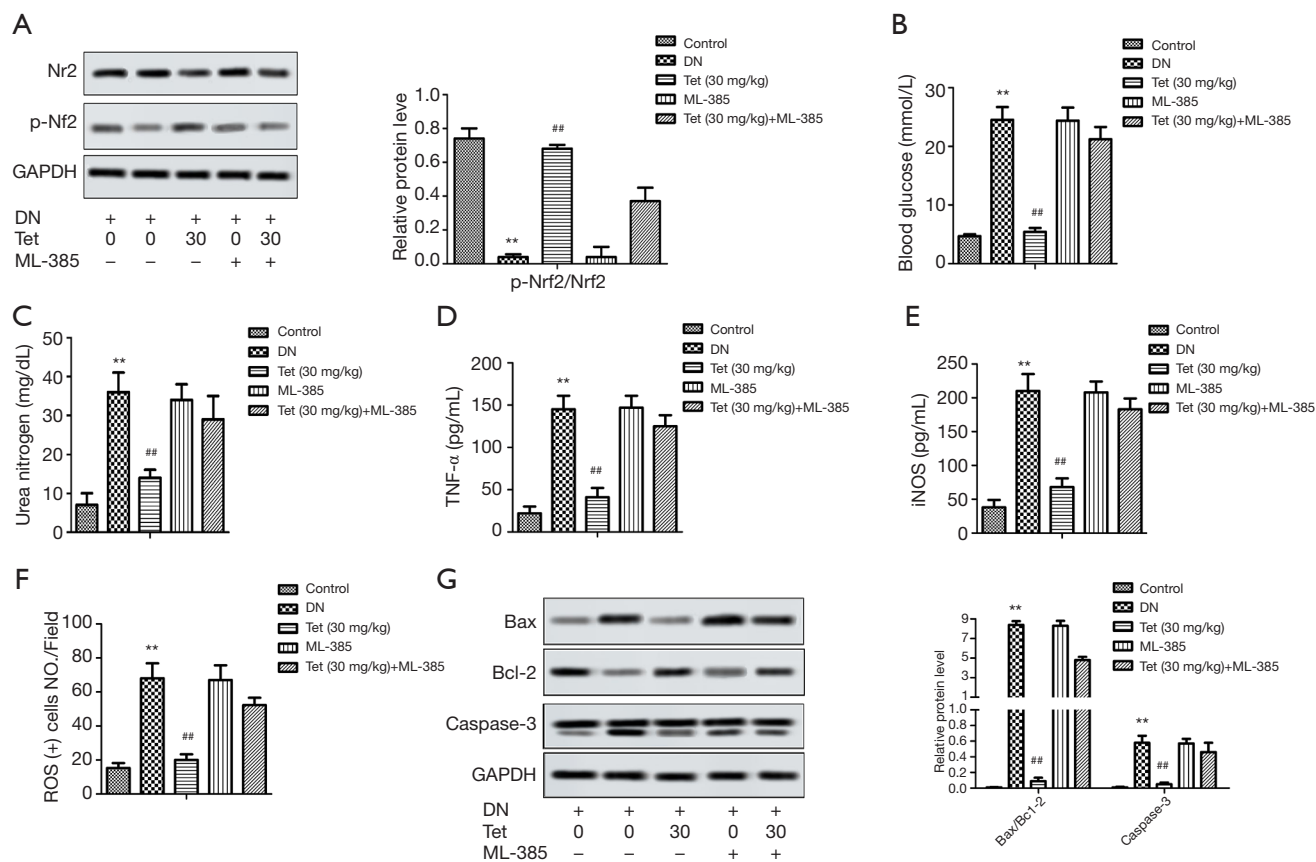 A
Nr2
p-Nf2
GAPDH
DN + + + + +
Tet 0 0 30 0 30
ML-385 – – – + +
Relative protein level
1.0
0.8
0.6
0.4
0.2
0.0
**
##
p-Nrf2/Nrf2
Control
DN
Tet (30 mg/kg)
ML-385
Tet (30 mg/kg)+ML-385
B
Blood glucose (mmol/L)
30
20
10
0
**
##
Control
DN
Tet (30 mg/kg)
ML-385
Tet (30 mg/kg)+ML-385
C
Urea nitrogen (mg/dL)
50
40
30
20
10
0
**
##
Control
DN
Tet (30 mg/kg)
ML-385
Tet (30 mg/kg)+ML-385
D
TNF-α (pg/mL)
200
150
100
50
0
**
##
Control
DN
Tet (30 mg/kg)
ML-385
Tet (30 mg/kg)+ML-385
E
iNOS (pg/mL)
250
200
150
100
50
0
**
##
Control
DN
Tet (30 mg/kg)
ML-385
Tet (30 mg/kg)+ML-385
F
ROS (+) cells NO./Field
100
80
60
40
20
0
**
##
Control
DN
Tet (30 mg/kg)
ML-385
Tet (30 mg/kg)+ML-385
G
Bax
Bcl-2
Caspase-3
GAPDH
DN + + + + +
Tet 0 0 30 0 30
ML-385 – – – + +
Relative protein level
9
7
5
3
1
1.0
0.8
0.6
0.4
0.2
0.0
**
##
**
##
Bax/Bc1-2
Caspase-3
Control
DN
Tet (30 mg/kg)
ML-385
Tet (30 mg/kg)+ML-385